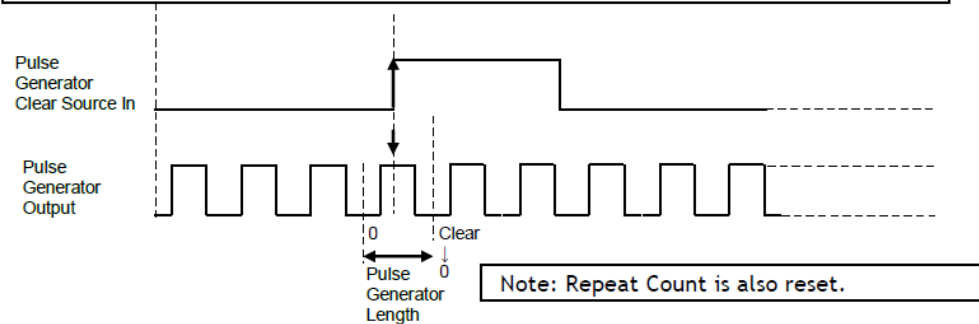 Pulse
Generator
Clear Source In
Pulse
Generator
Output
0
Clear
↓
0
Pulse
Generator
Length
Note: Repeat Count is also reset.